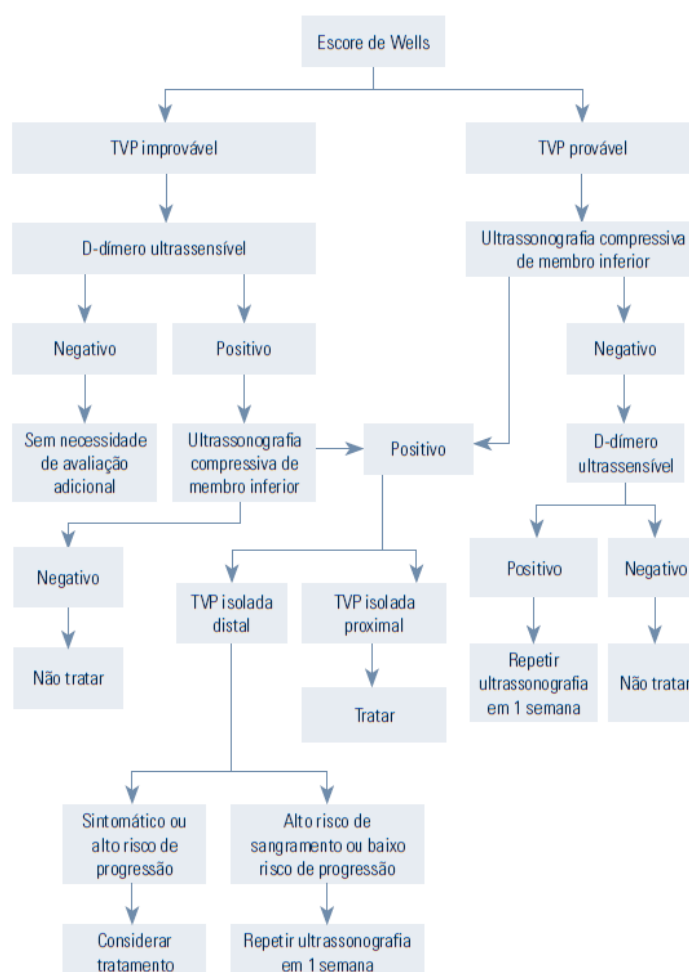 Escore de Wells
TVP improvável
TVP provável
D-dímero ultrassensível
Ultrassonografia compressiva
de membro inferior
Negativo
Positivo
Negativo
Sem necessidade
de avaliação
adicional
Ultrassonografia
compressiva de
membro inferior
Positivo
D-dímero
ultrassensível
Negativo
TVP isolada
distal
TVP isolada
proximal
Positivo
Negativo
Não tratar
Tratar
Repetir
ultrassonografia
em 1 semana
Não tratar
Sintomático ou
alto risco de
progressão
Alto risco de
sangramento ou baixo
risco de progressão
Considerar
tratamento
Repetir ultrassonografia
em 1 semana